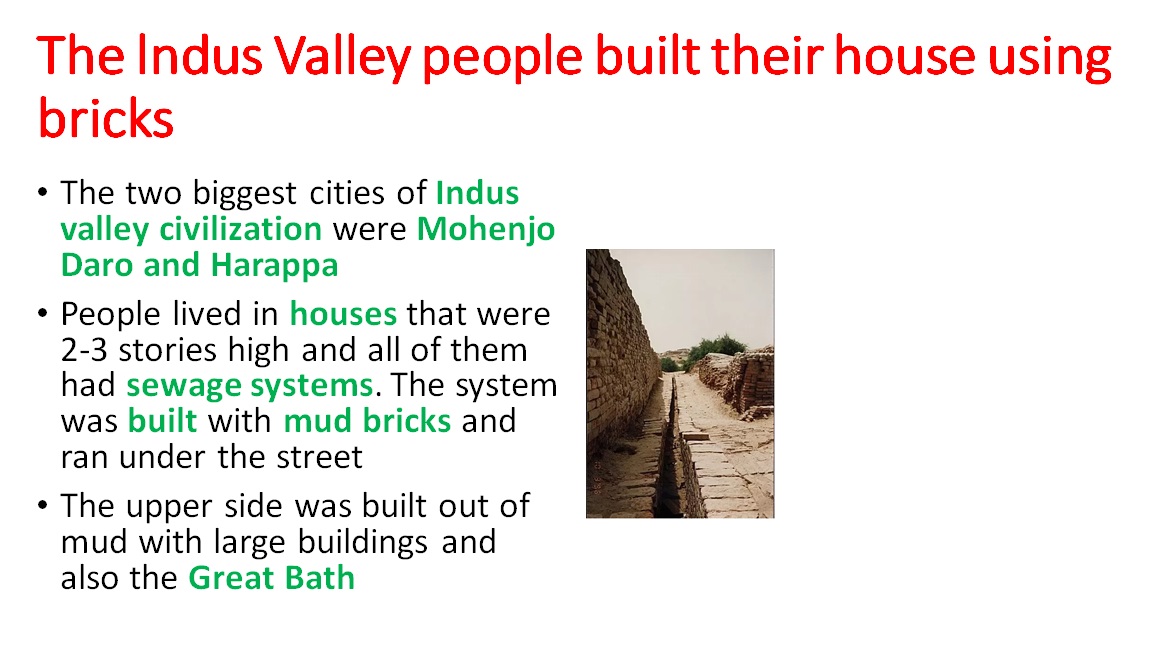 The Indus Valley people built their house using
bricks
• The two biggest cities of Indus
valley civilization were Mohenjo
Daro and Harappa
• People lived in houses that were
2-3 stories high and all of them
had sewage systems. The system
was built with mud bricks and
ran under the street
• The upper side was built out of
mud with large buildings and
also the Great Bath